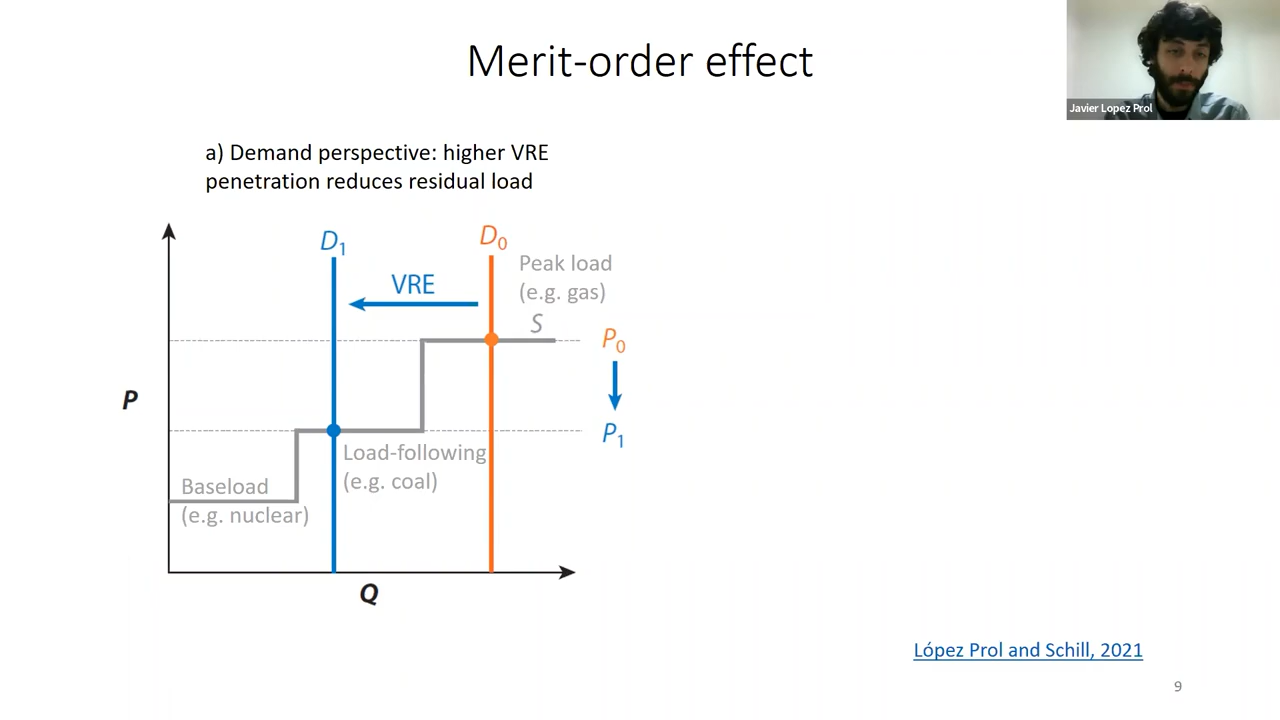 Merit-order effect
Javier Lopez Prol
a) Demand perspective: higher VRE
penetration reduces residual load
D1
D0
Peak load
(e.g. gas)
VRE
S
P0
P
P1
Load-following
(e.g. coal)
Baseload
(e.g. nuclear)
Q
López Prol and Schill, 2021
9